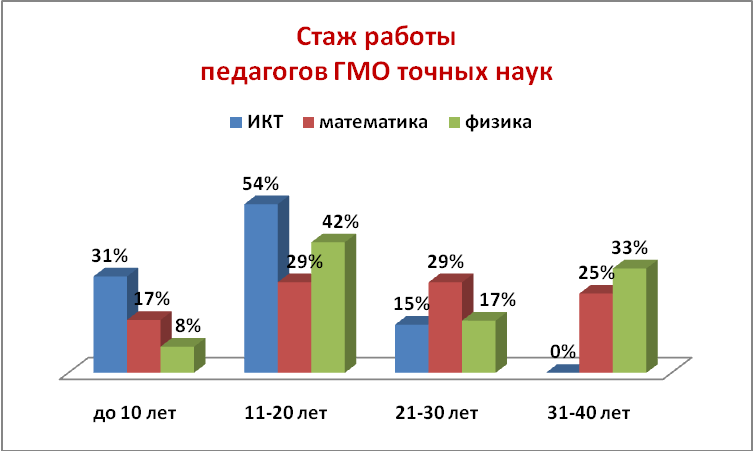 Стаж работы
педагогов ГМО точных наук
ИКТ математика физика
31% 17% 8%
54% 29% 42%
15% 29% 17%
0% 25% 33%
до 10 лет 11-20 лет 21-30 лет 31-40 лет